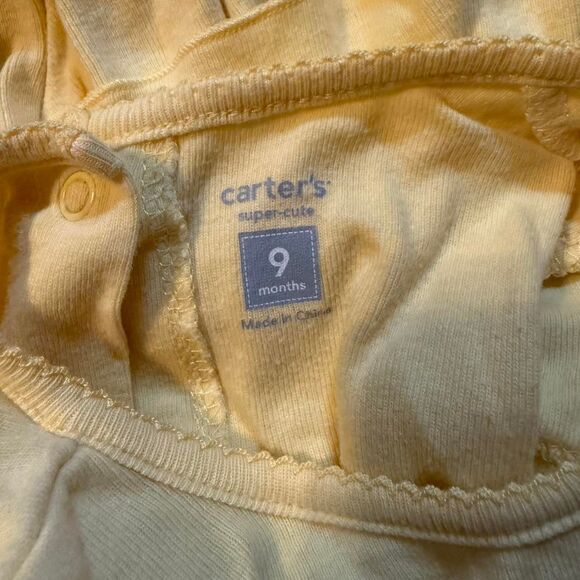 carter's
super-cute
9
months
Made in China